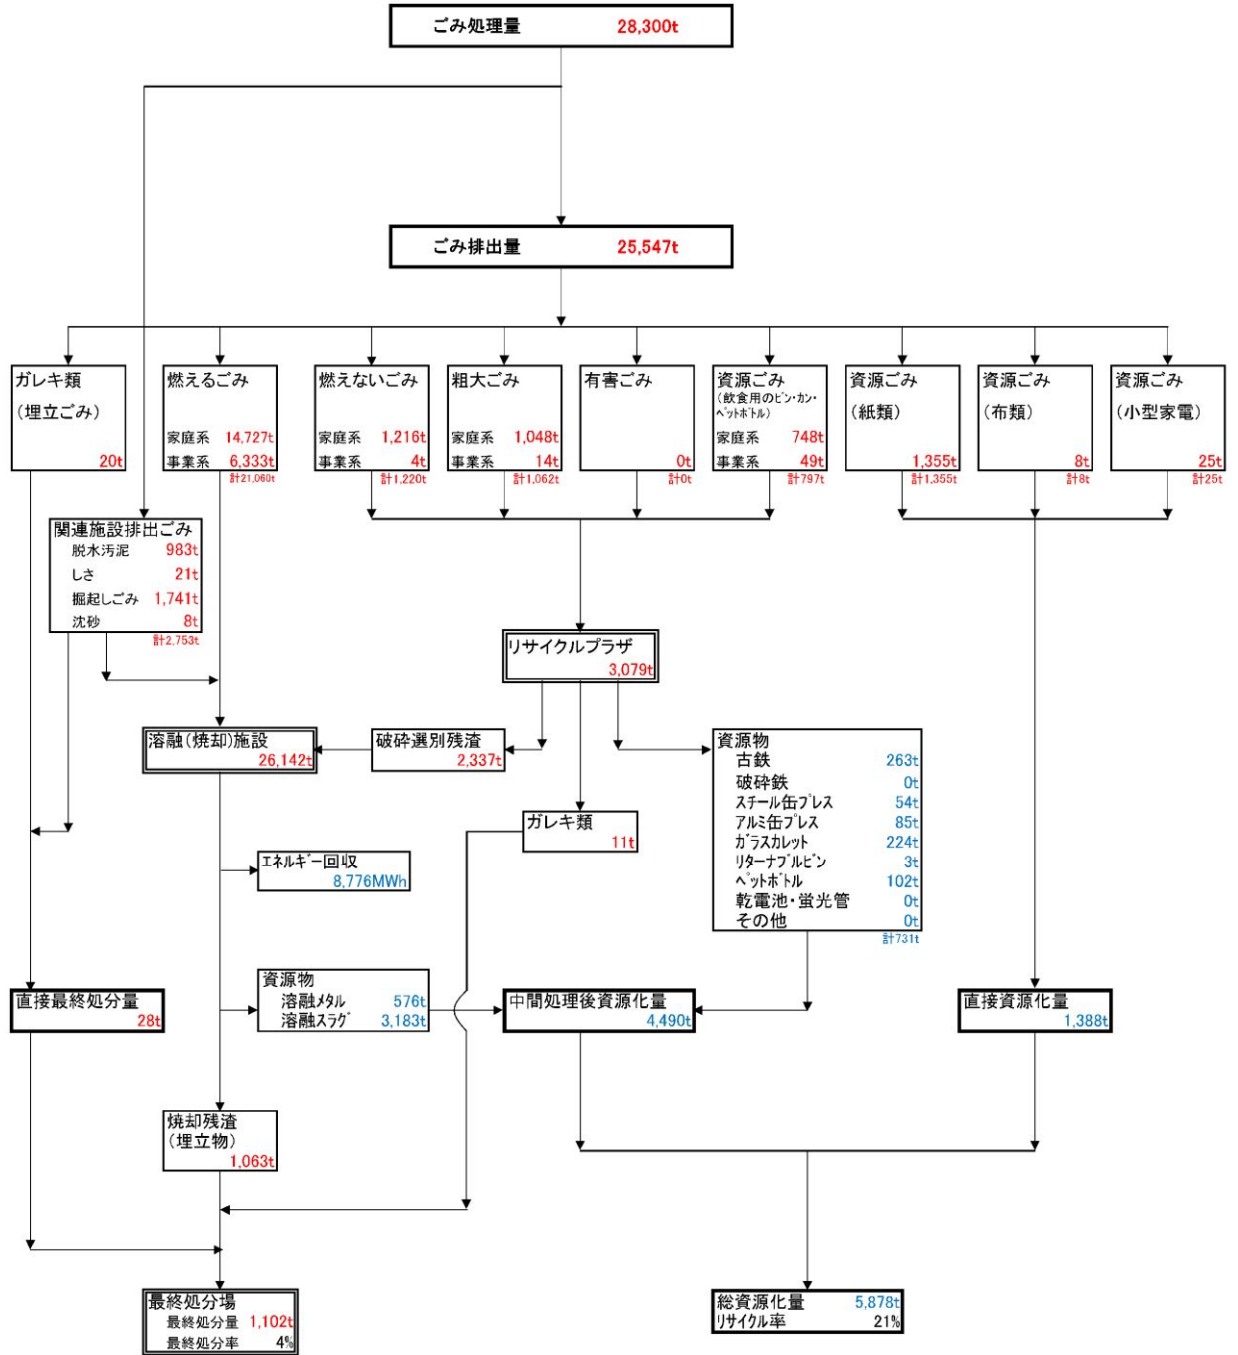 ごみ処理量 28,300t
ごみ排出量 25,547t
ガレキ類
(埋立ごみ)
20t
燃えるごみ
家庭系 14,727t
事業系 6,333t
計21,060t
燃えないごみ
家庭系 1,216t
事業系 4t
計1,220t
粗大ごみ
家庭系 1,048t
事業系 14t
計1,062t
有害ごみ
0t
計0t
資源ごみ
(飲食用のビン・カン・
ペットボトル)
家庭系 748t
事業系 49t
計797t
資源ごみ
(紙類)
1,355t
計1,355t
資源ごみ
(布類)
8t
計8t
資源ごみ
(小型家電)
25t
計25t
関連施設排出ごみ
脱水汚泥 983t
しさ 21t
掘起しごみ 1,741t
沈砂 8t
計2,753t
リサイクルプラザ
3,079t
溶融(焼却)施設
26,142t
破砕選別残渣
2,337t
資源物
古鉄 263t
破砕鉄 0t
スチール缶プレス 54t
アルミ缶プレス 85t
ガラスカレット 224t
リターナブルビン 3t
ペットボトル 102t
乾電池・蛍光管 0t
その他 0t
計731t
ガレキ類
11t
エネルギー回収
8,776MWh
直接最終処分量
28t
資源物
溶融メタル 576t
溶融スラグ 3,183t
中間処理後資源化量
4,490t
直接資源化量
1,388t
焼却残渣
(埋立物)
1,063t
最終処分場
最終処分量 1,102t
最終処分率 4%
総資源化量 5,878t
リサイクル率 21%